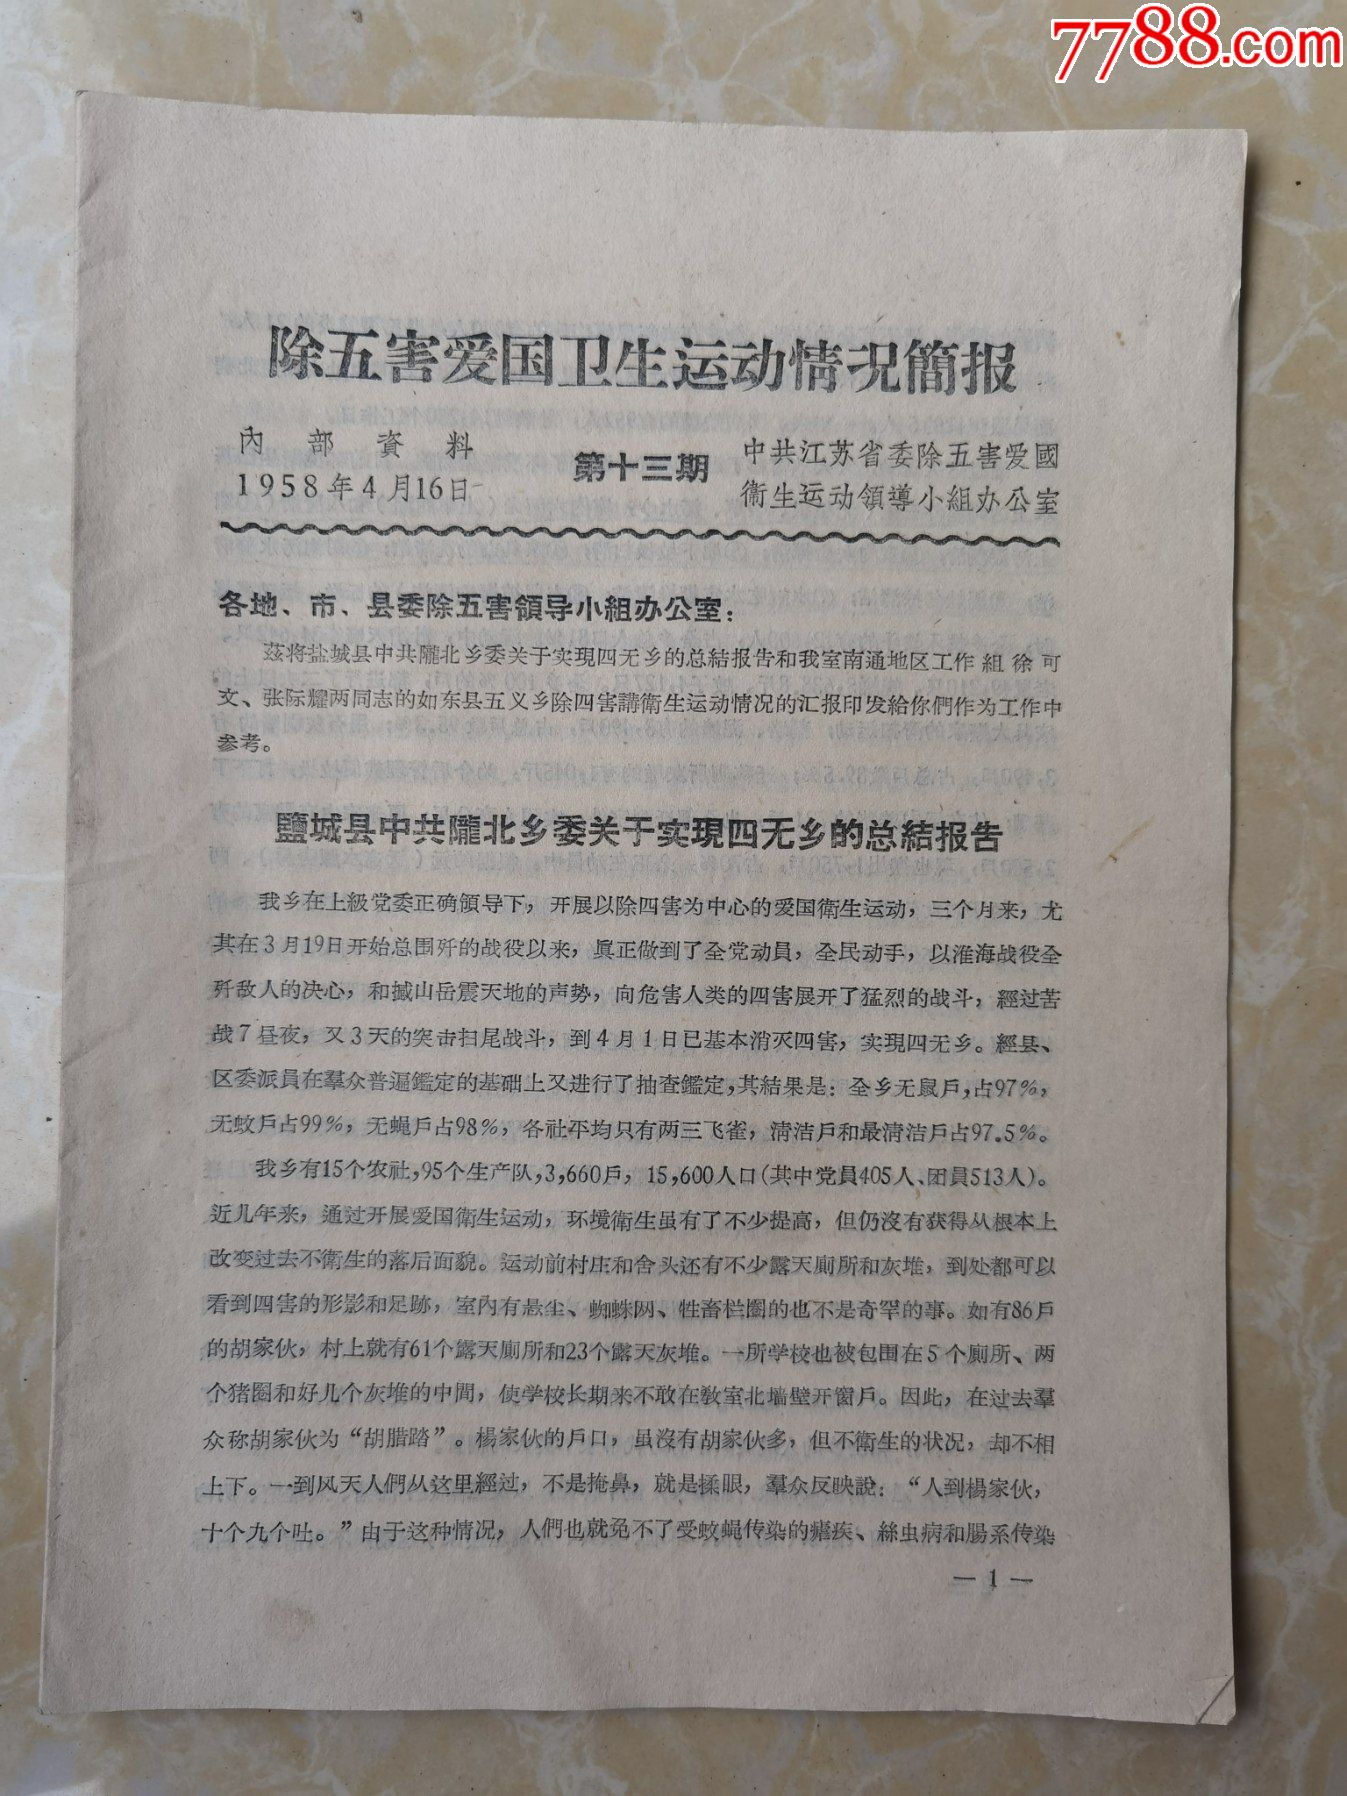 7788.com
除五害爱国卫生运动情况簡报
內部資料
1958年4月16日
第十三期
中共江苏省委除五害爱國
衞生运动領導小組办公室
各地、市、县委除五害領导小組办公室：
茲将盐城县中共隴北乡委关于实現四无乡的总結报告和我室南通地区工作組徐可
文、张际耀两同志的如东县五义乡除四害講衛生运动情况的汇报印发給你們作为工作中
参考。
鹽城县中共隴北乡委关于实現四无乡的总結报告
我乡在上級党委正确領导下，开展以除四害为中心的爱国衛生运动，三个月来，尤
其在3月19日开始总围歼的战役以来，眞正做到了全党动員，全民动手，以淮海战役全
歼敌人的决心，和撼山岳震天地的声势，向危害人类的四害展开了猛烈的战斗，經过苦
战7昼夜，又3天的突击扫尾战斗，到4月1日已基本消灭四害，实現四无乡。經县、
区委派員在羣众普逼鑑定的基础上又进行了抽查鑑定，其結果是：全乡无鼠戶，占97%，
无蚊戶占99%，无蝇戶占98%，各社平均只有两三飞雀，清洁戶和最清洁戶占97.5%。
我乡有15个农社，95个生产队，3,660戶，15,600人口（其中党員405人、团員513人）。
近几年来，通过开展爱国衛生运动，环境衛生虽有了不少提高，但仍沒有获得从根本上
改变过去不衛生的落后面貌。运动前村庄和舍头还有不少露天廁所和灰堆，到处都可以
看到四害的形影和足跡，室內有悬尘、蜘蛛网、牲畜栏圈的也不是奇罕的事。如有86戶
的胡家伙，村上就有61个露天廁所和23个露天灰堆。一所学校也被包围在5个廁所、两
个猪圈和好几个灰堆的中間，使学校长期来不敢在敎室北墙壁开窗戶。因此，在过去羣
众称胡家伙为“胡腊踏”。楊家伙的戶口，虽沒有胡家伙多，但不衛生的状况，却不相
上下。一到风天人們从这里經过，不是掩鼻，就是揉眼，羣众反映說：“人到楊家伙，
十个九个吐。”由于这种情况，人們也就免不了受蚊蝇传染的瘧疾、絲虫病和腸系传染
— 1 —